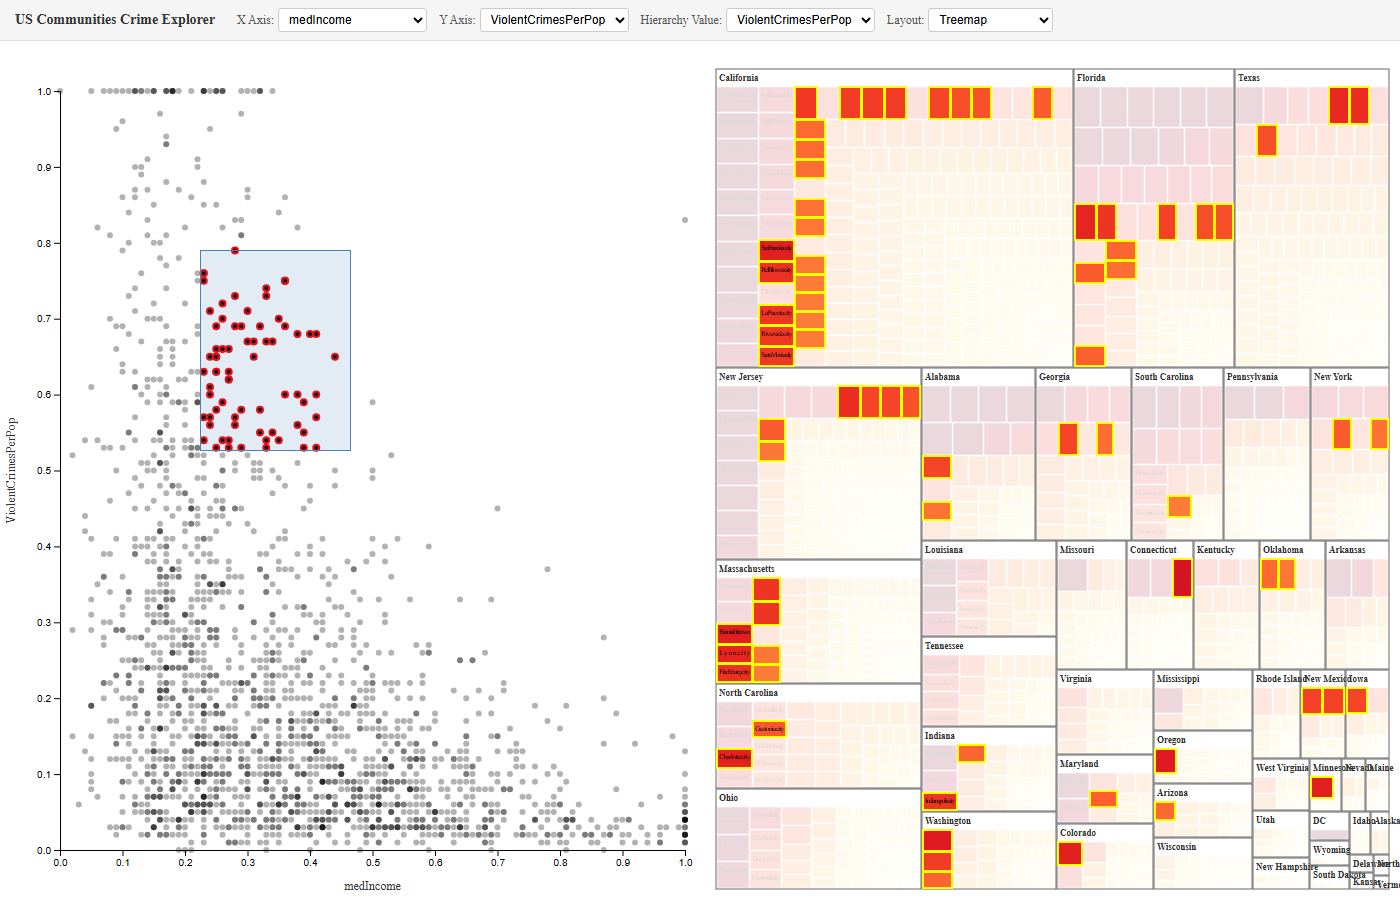 US Communities Crime Explorer
X Axis: medIncome
Y Axis: ViolentCrimesPerPop
Hierarchy Value: ViolentCrimesPerPop
Layout: Treemap
1.0
0.9
0.8
0.7
0.6
0.5
0.4
0.3
0.2
0.1
0.0
ViolentCrimesPerPop
0.0 0.1 0.2 0.3 0.4 0.5 0.6 0.7 0.8 0.9 1.0
medIncome
California
Florida
Texas
New Jersey
Alabama
Georgia
South Carolina
Pennsylvania
New York
Massachusetts
Louisiana
Missouri
Connecticut
Kentucky
Oklahoma
Arkansas
Tennessee
North Carolina
Virginia
Mississippi
Rhode Island
New Mexico
Iowa
Indiana
Oregon
Maryland
West Virginia
Minnesota
Nevada
Maine
Ohio
Arizona
Washington
Colorado
Wisconsin
Utah
DC
Idaho
Alaska
Wyoming
New Hampshire
South Dakota
Delaware
Kansas